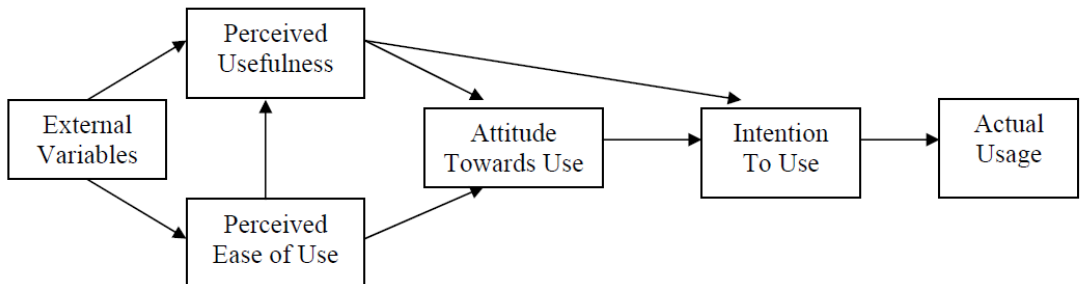 Perceived
Usefulness
External
Variables
Attitude
Towards Use
Intention
To Use
Actual
Usage
Perceived
Ease of Use